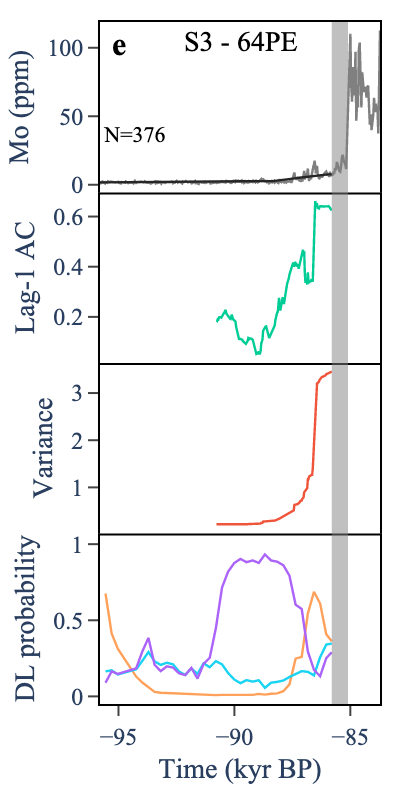 e
S3 - 64PE
N=376
Mo (ppm)
100
50
0
Lag-1 AC
0.6
0.4
0.2
Variance
3
2
1
DL probability
1
0.5
0
−95
−90
−85
Time (kyr BP)